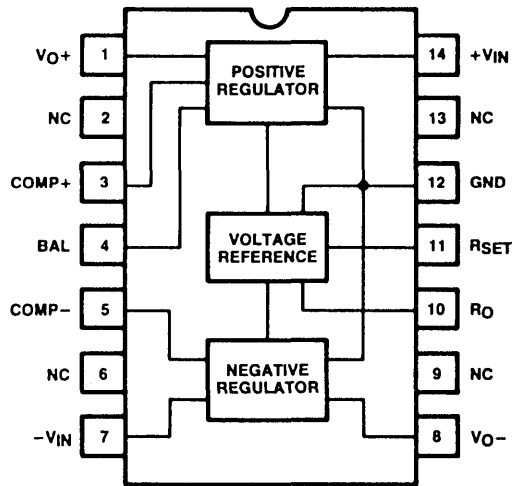 VO+ 1
NC 2
COMP+ 3
BAL 4
COMP– 5
NC 6
–VIN 7
POSITIVE
REGULATOR
VOLTAGE
REFERENCE
NEGATIVE
REGULATOR
14 +VIN
13 NC
12 GND
11 RSET
10 RO
9 NC
8 VO–